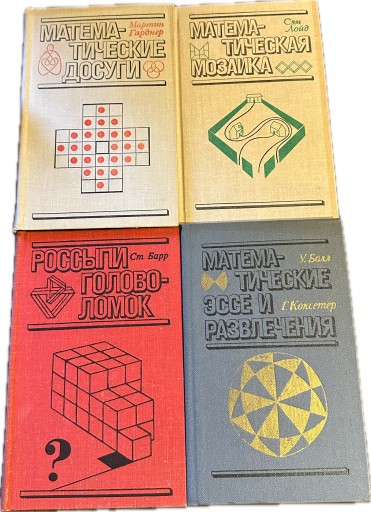 МАТЕМА-
Мартин
Гарднер
ТИЧЕСКИЕ
ДОСУГИ
МАТЕМА-
Сэм
Лойд
ТИЧЕСКАЯ
МОЗАИКА
РОССЫПИ
Ст. Барр
ГОЛОВО-
ЛОМОК
?
МАТЕМА-
У. Болл
ТИЧЕСКИЕ
ЭССЕ И
Г. Коксетер
РАЗВЛЕЧЕНИЯ